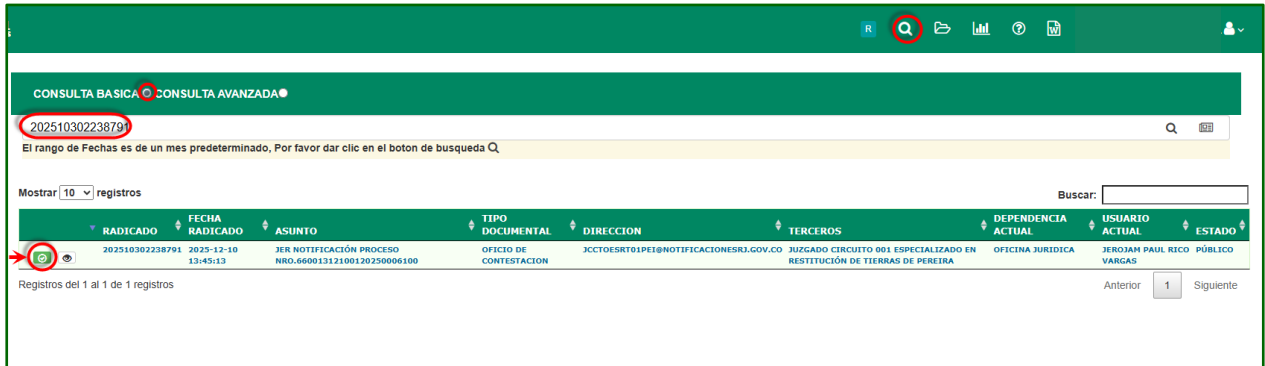 R
CONSULTA BASICA CONSULTA AVANZADA
202510302238791
El rango de Fechas es de un mes predeterminado, Por favor dar clic en el boton de busqueda
Mostrar 10 registros
Buscar:
RADICADO FECHA RADICADO ASUNTO TIPO DOCUMENTAL DIRECCION TERCEROS DEPENDENCIA ACTUAL USUARIO ACTUAL ESTADO
202510302238791 2025-12-10 JER NOTIFICACIÓN PROCESO OFICIO DE JCCTOESRT01PEI@NOTIFICACIONESRJ.GOV.CO JUZGADO CIRCUITO 001 ESPECIALIZADO EN OFICINA JURIDICA JEROJAM PAUL RICO PÚBLICO
13:45:13 NRO.66001312100120250006100 CONTESTACION RESTITUCIÓN DE TIERRAS DE PEREIRA VARGAS
Registros del 1 al 1 de 1 registros
Anterior 1 Siguiente